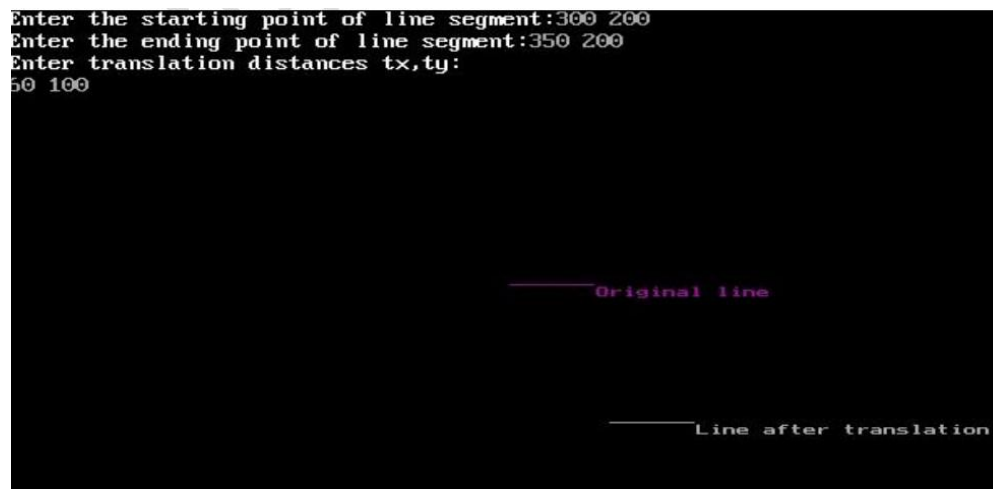 Enter the starting point of line segment:300 200
Enter the ending point of line segment:350 200
Enter translation distances tx,ty:
60 100
Original line
Line after translation